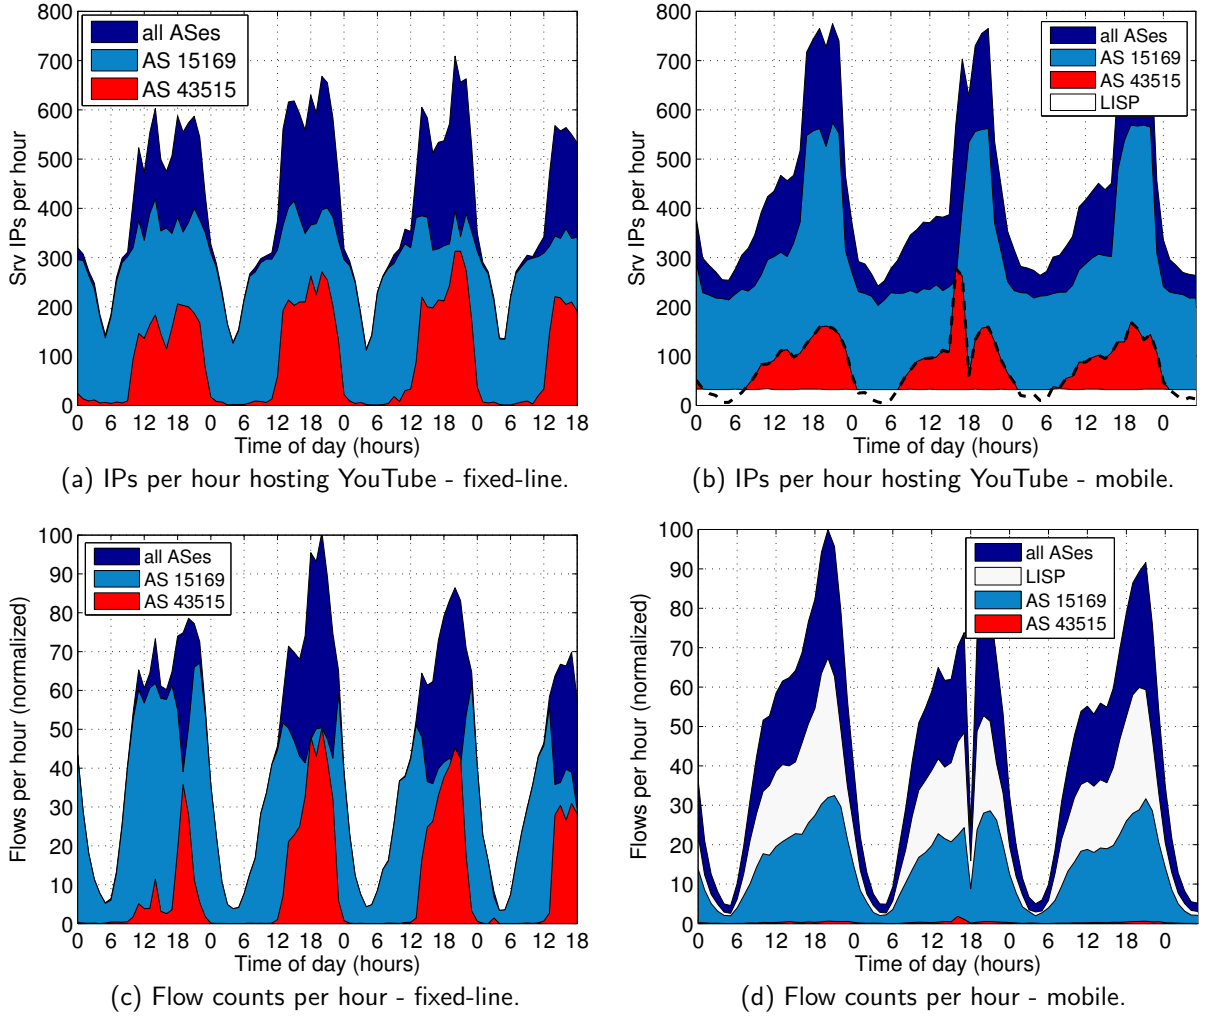 800
700
600
500
400
300
200
100
0
Srv IPs per hour
all ASes
AS 15169
AS 43515
0 6 12 18 0 6 12 18 0 6 12 18 0 6 12 18
Time of day (hours)
(a) IPs per hour hosting YouTube - fixed-line.
800
700
600
500
400
300
200
100
0
Srv IPs per hour
all ASes
AS 15169
AS 43515
LISP
0 6 12 18 0 6 12 18 0 6 12 18 0
Time of day (hours)
(b) IPs per hour hosting YouTube - mobile.
100
90
80
70
60
50
40
30
20
10
0
Flows per hour (normalized)
all ASes
AS 15169
AS 43515
0 6 12 18 0 6 12 18 0 6 12 18 0 6 12 18
Time of day (hours)
(c) Flow counts per hour - fixed-line.
100
90
80
70
60
50
40
30
20
10
0
Flows per hour (normalized)
all ASes
LISP
AS 15169
AS 43515
0 6 12 18 0 6 12 18 0 6 12 18 0
Time of day (hours)
(d) Flow counts per hour - mobile.